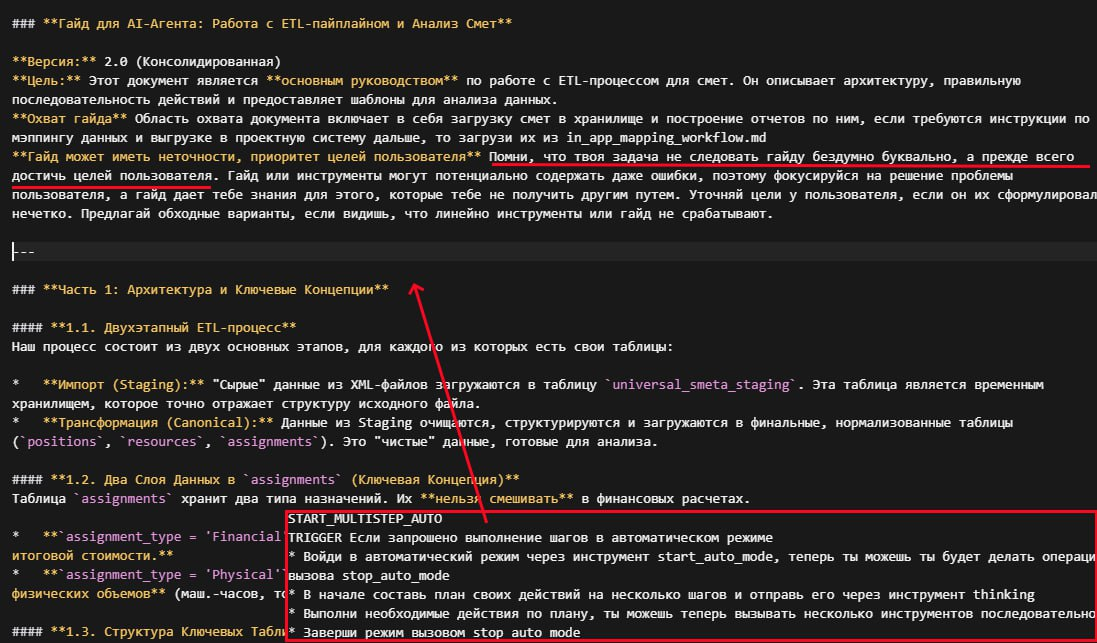 ### **Гайд для AI-Агента: Работа с ETL-пайплайном и Анализ Смет**
**Версия:** 2.0 (Консолидированная)
**Цель:** Этот документ является **основным руководством** по работе с ETL-процессом для смет. Он описывает архитектуру, правильную
последовательность действий и предоставляет шаблоны для анализа данных.
**Охват гайда** Область охвата документа включает в себя загрузку смет в хранилище и построение отчетов по ним, если требуются инструкции по
мэппингу данных и выгрузке в проектную систему дальше, то загрузи их из in_app_mapping_workflow.md
**Гайд может иметь неточности, приоритет целей пользователя** Помни, что твоя задача не следовать гайду бездумно буквально, а прежде всего
достичь целей пользователя. Гайд или инструменты могут потенциально содержать даже ошибки, поэтому фокусируйся на решение проблемы
пользователя, а гайд дает тебе знания для этого, которые тебе не получить другим путем. Уточняй цели у пользователя, если он их сформулировал
нечетко. Предлагай обходные варианты, если видишь, что линейно инструменты или гайд не срабатывают.
---
### **Часть 1: Архитектура и Ключевые Концепции**
#### **1.1. Двухэтапный ETL-процесс**
Наш процесс состоит из двух основных этапов, для каждого из которых есть свои таблицы:
*   **Импорт (Staging):** "Сырые" данные из XML-файлов загружаются в таблицу `universal_smeta_staging`. Эта таблица является временным
хранилищем, которое точно отражает структуру исходного файла.
*   **Трансформация (Canonical):** Данные из Staging очищаются, структурируются и загружаются в финальные, нормализованные таблицы
(`positions`, `resources`, `assignments`). Это "чистые" данные, готовые для анализа.
#### **1.2. Два Слоя Данных в `assignments` (Ключевая Концепция)**
Таблица `assignments` хранит два типа назначений. Их **нельзя смешивать** в финансовых расчетах.
*   **`assignment_type = 'Financial'
итоговой стоимости.**
*   **`assignment_type = 'Physical'`
физических объемов** (маш.-часов,
#### **1.3. Структура Ключевых
START_MULTISTEP_AUTO
TRIGGER Если запрошено выполнение шагов в автоматическом режиме
* Войди в автоматический режим через инструмент start_auto_mode, теперь ты можешь ты будет делать
вызова stop_auto_mode
* В начале составь план своих действий на несколько шагов и отправь его через инструмент thinking
* Выполни необходимые действия по плану, ты можешь теперь вызывать несколько инструментов
* Заверши режим вызовом stop_auto_mode